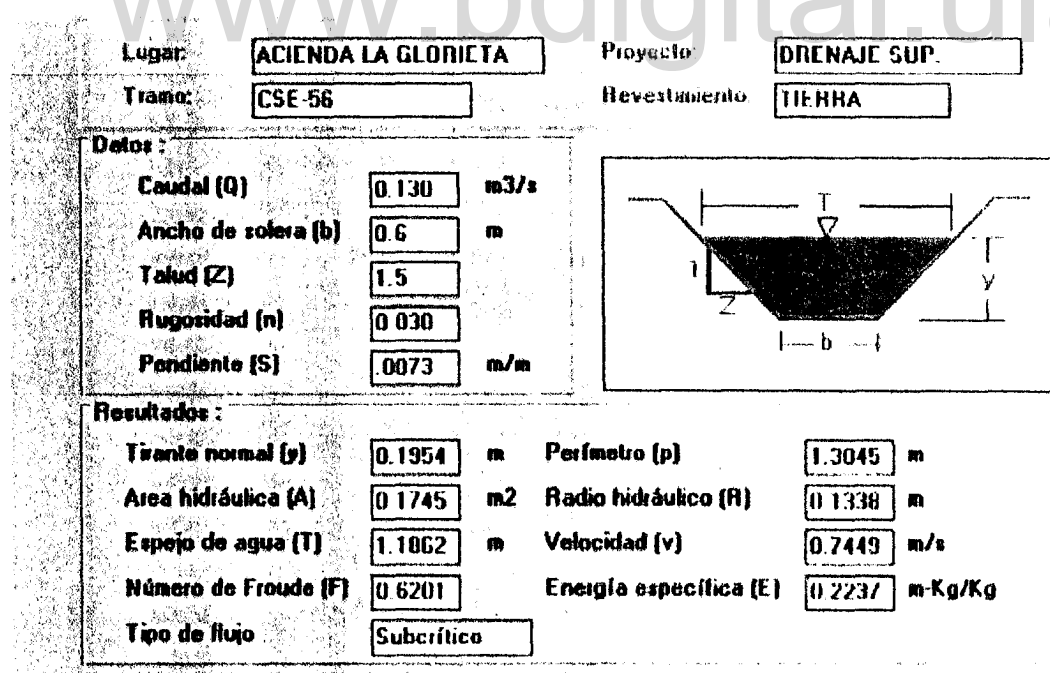 www.bdigital.ul
Lugar: ACIENDA LA GLORIETA Proyecto: DRENAJE SUP.
Tramo: CSE-56 Revestimiento: TIERRA
Datos :
Caudal (Q) 0.130 m3/s
Ancho de solera (b) 0.6 m
Talud (Z) 1.5
Rugosidad (n) 0.030
Pendiente (S) .0073 m/m
T
1
Z
b
y
Resultados :
Tirante normal (y) 0.1954 m Perímetro (p) 1.3045 m
Area hidráulica (A) 0.1745 m2 Radio hidráulico (R) 0.1338 m
Espejo de agua (T) 1.1862 m Velocidad (v) 0.7449 m/s
Número de Froude (F) 0.6201 Energía específica (E) 0.2237 m-Kg/Kg
Tipo de flujo Subcrítico